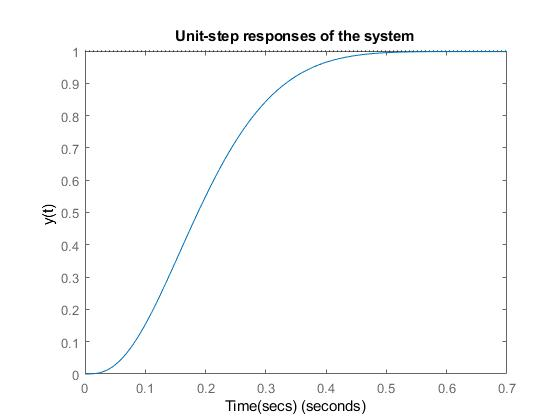 Unit-step responses of the system
1
0.9
0.8
0.7
0.6
0.5
0.4
0.3
0.2
0.1
0
y(t)
0 0.1 0.2 0.3 0.4 0.5 0.6 0.7
Time(secs) (seconds)